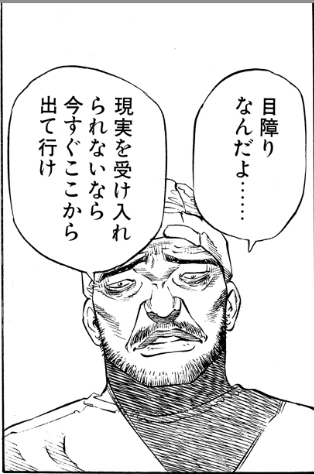 目障り
なんだよ……
現実を受け入れ
られないなら
今すぐここから
出て行け